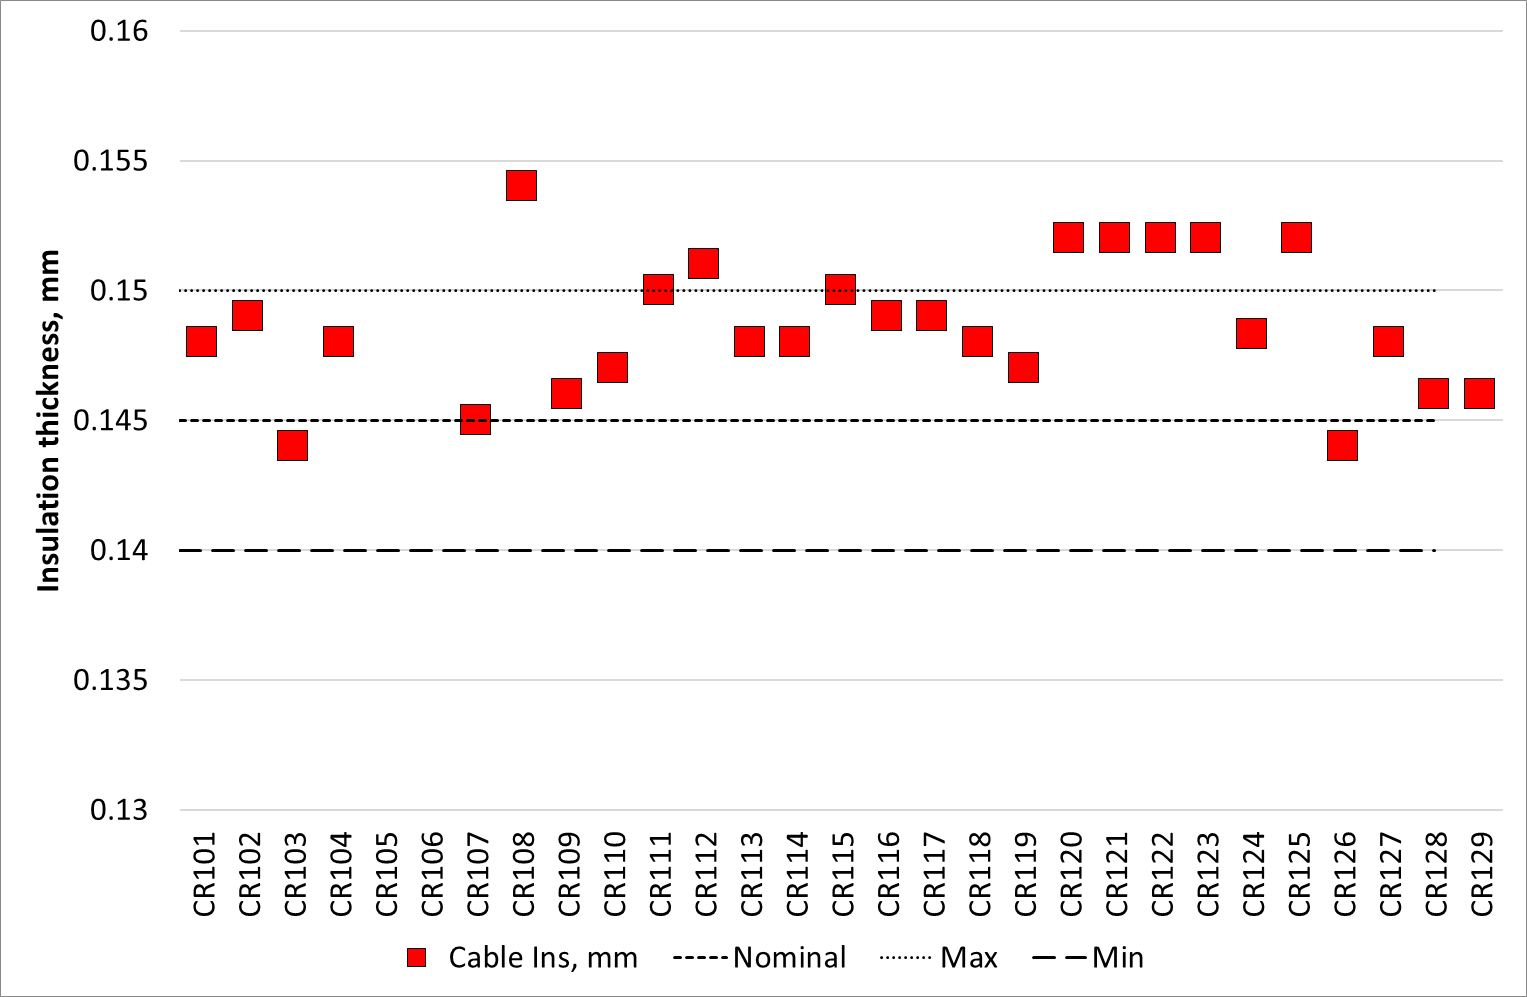 0.16
0.155
0.15
0.145
0.14
0.135
0.13
Insulation thickness, mm
CR101
CR102
CR103
CR104
CR105
CR106
CR107
CR108
CR109
CR110
CR111
CR112
CR113
CR114
CR115
CR116
CR117
CR118
CR119
CR120
CR121
CR122
CR123
CR124
CR125
CR126
CR127
CR128
CR129
Cable Ins, mm Nominal Max Min